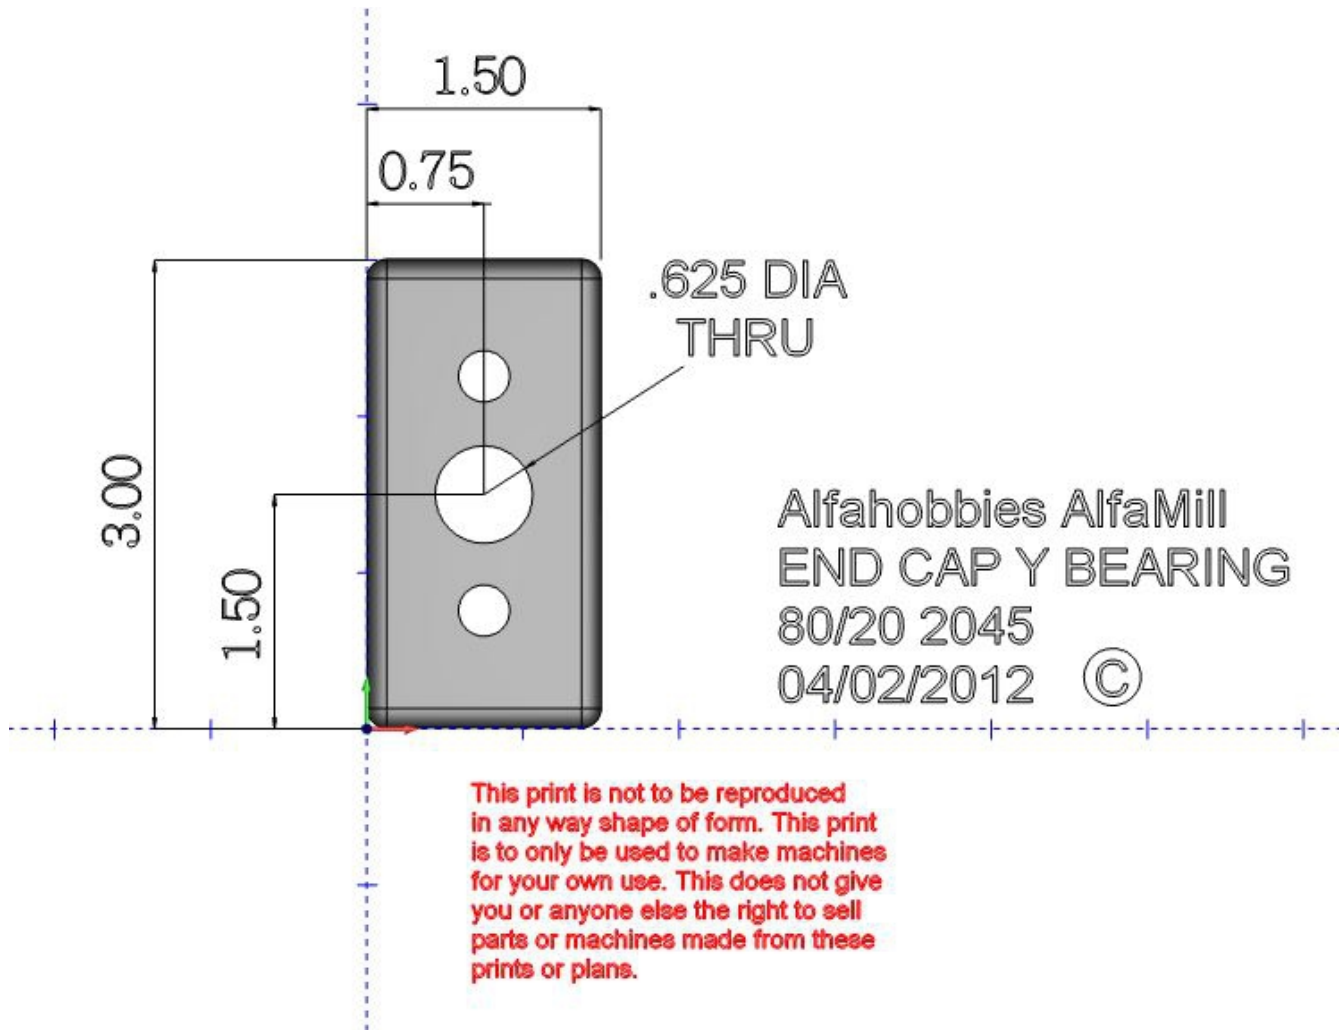 1.50
0.75
.625 DIA
THRU
3.00
1.50
Alfahobbies AlfaMill
END CAP Y BEARING
80/20 2045
04/02/2012 ©
This print is not to be reproduced
in any way shape of form. This print
is to only be used to make machines
for your own use. This does not give
you or anyone else the right to sell
parts or machines made from these
prints or plans.